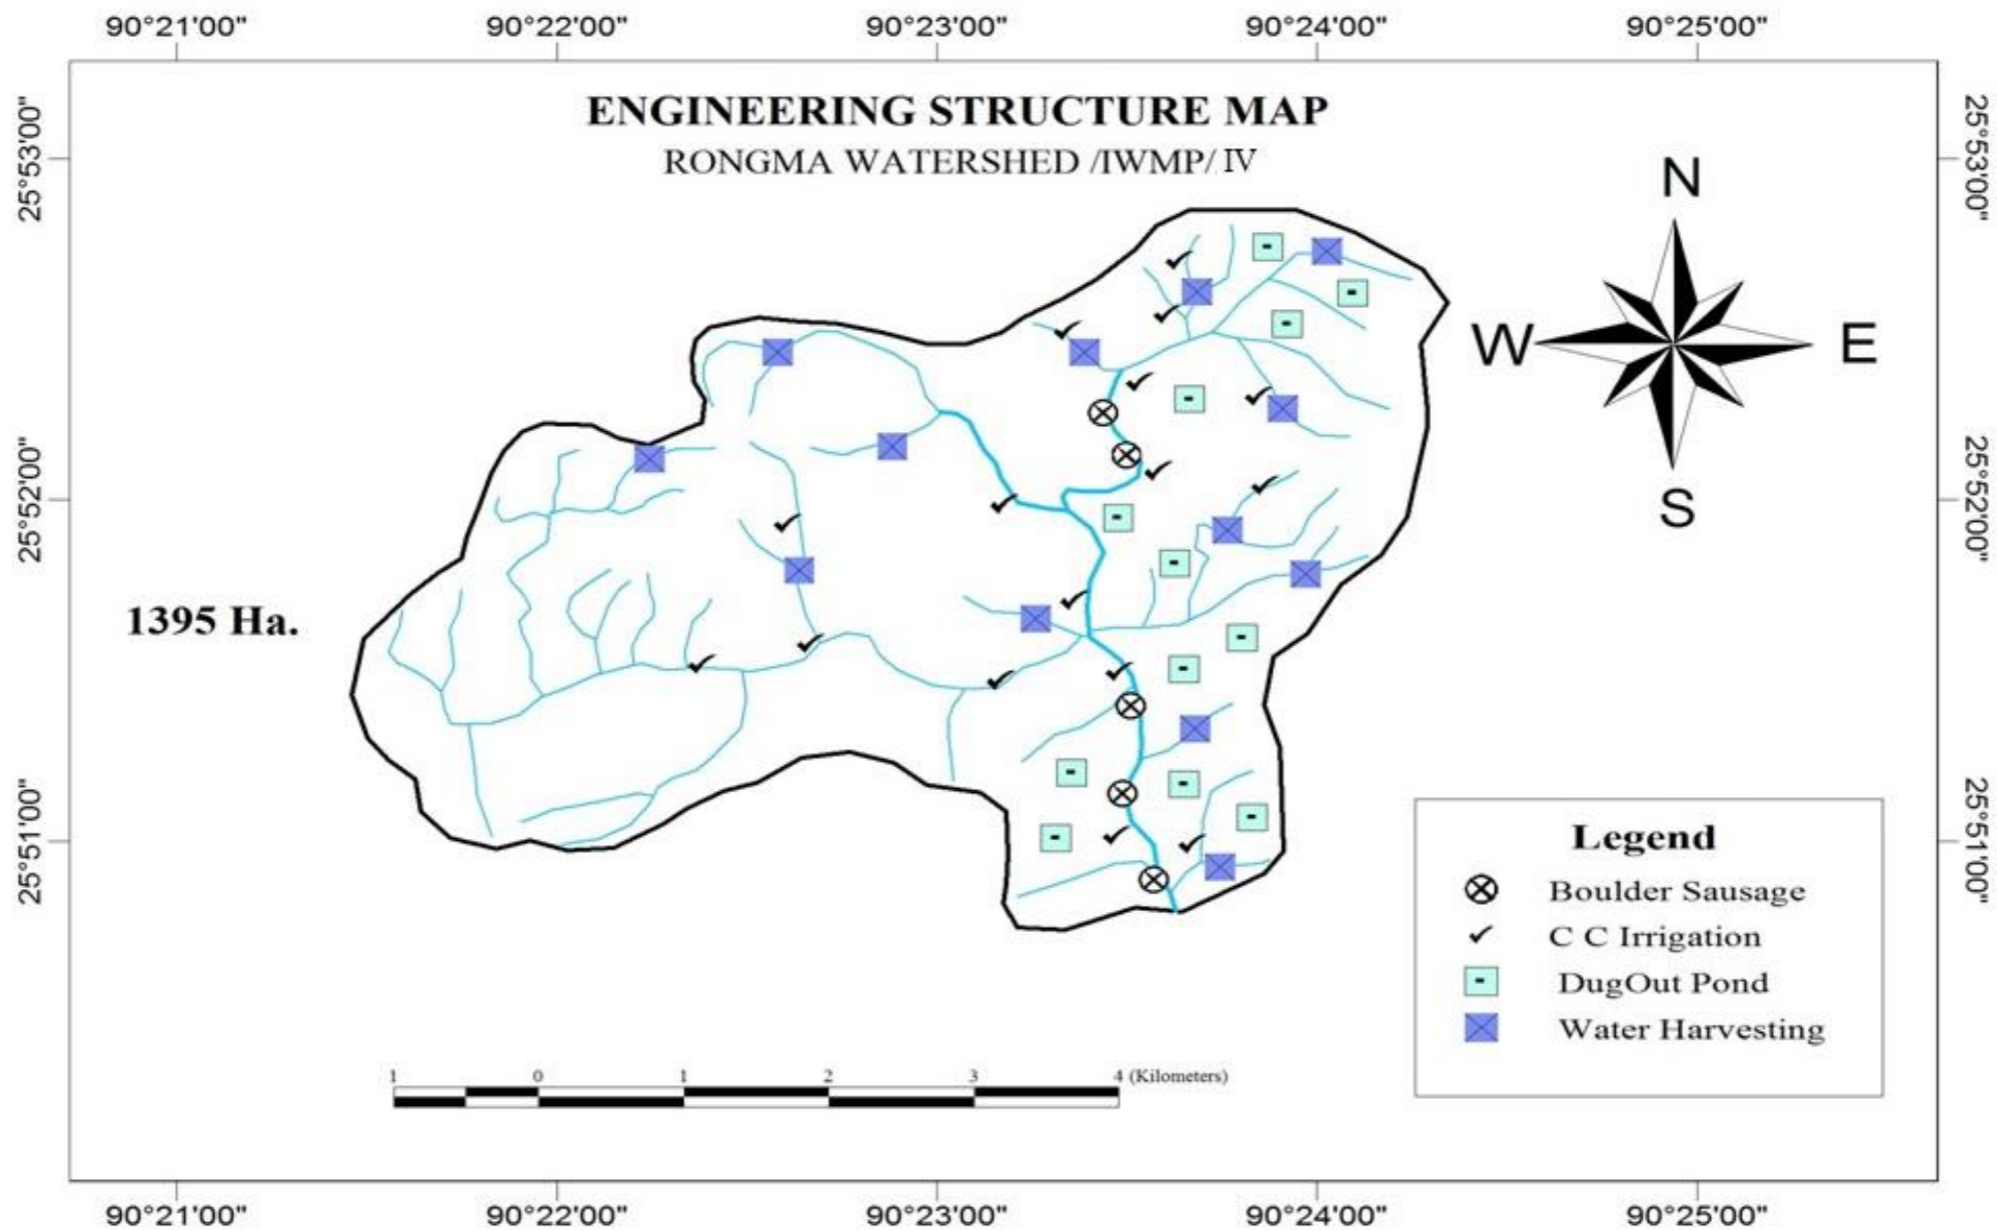 90°21'00" 90°22'00" 90°23'00" 90°24'00" 90°25'00"
ENGINEERING STRUCTURE MAP
RONGMA WATERSHED /IWMP/ IV
25°53'00"
25°53'00"
N
W
E
S
25°52'00"
25°52'00"
1395 Ha.
25°51'00"
25°51'00"
Legend
Boulder Sausage
C C Irrigation
DugOut Pond
Water Harvesting
1 0 1 2 3 4 (Kilometers)
90°21'00" 90°22'00" 90°23'00" 90°24'00" 90°25'00"